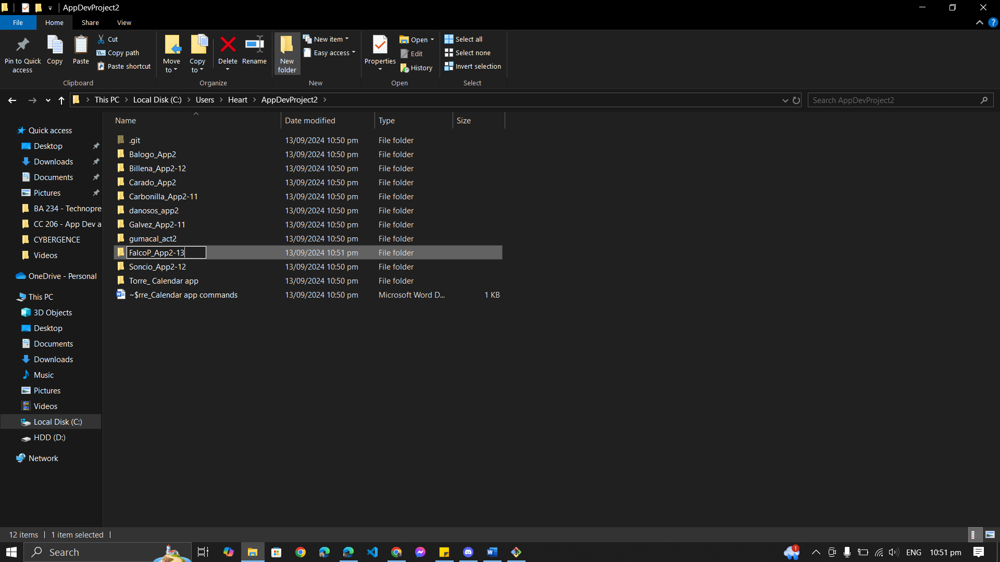 AppDevProject2
File Home Share View
Pin to Quick access
Copy
Paste
Cut
Copy path
Paste shortcut
Clipboard
Move to
Copy to
Delete
Rename
Organize
New folder
New item
Easy access
New
Properties
Open
Edit
History
Open
Select all
Select none
Invert selection
Select
This PC > Local Disk (C:) > Users > Heart > AppDevProject2 >
Search AppDevProject2
Name Date modified Type Size
.git 13/09/2024 10:50 pm File folder
Balogo_App2 13/09/2024 10:50 pm File folder
Billena_App2-12 13/09/2024 10:50 pm File folder
Carado_App2 13/09/2024 10:50 pm File folder
Carbonilla_App2-11 13/09/2024 10:50 pm File folder
danosos_app2 13/09/2024 10:50 pm File folder
Galvez_App2-11 13/09/2024 10:50 pm File folder
gumacal_act2 13/09/2024 10:50 pm File folder
FalcoP_App2-13 13/09/2024 10:51 pm File folder
Soncio_App2-12 13/09/2024 10:50 pm File folder
Torre_ Calendar app 13/09/2024 10:50 pm File folder
~$rre_Calendar app commands 13/09/2024 10:50 pm Microsoft Word D... 1 KB
Quick access
Desktop
Downloads
Documents
Pictures
BA 234 - Technopre
CC 206 - App Dev a
CYBERGENCE
Videos
OneDrive - Personal
This PC
3D Objects
Desktop
Documents
Downloads
Music
Pictures
Videos
Local Disk (C:)
HDD (D:)
Network
12 items 1 item selected
Search
1
ENG
10:51 pm